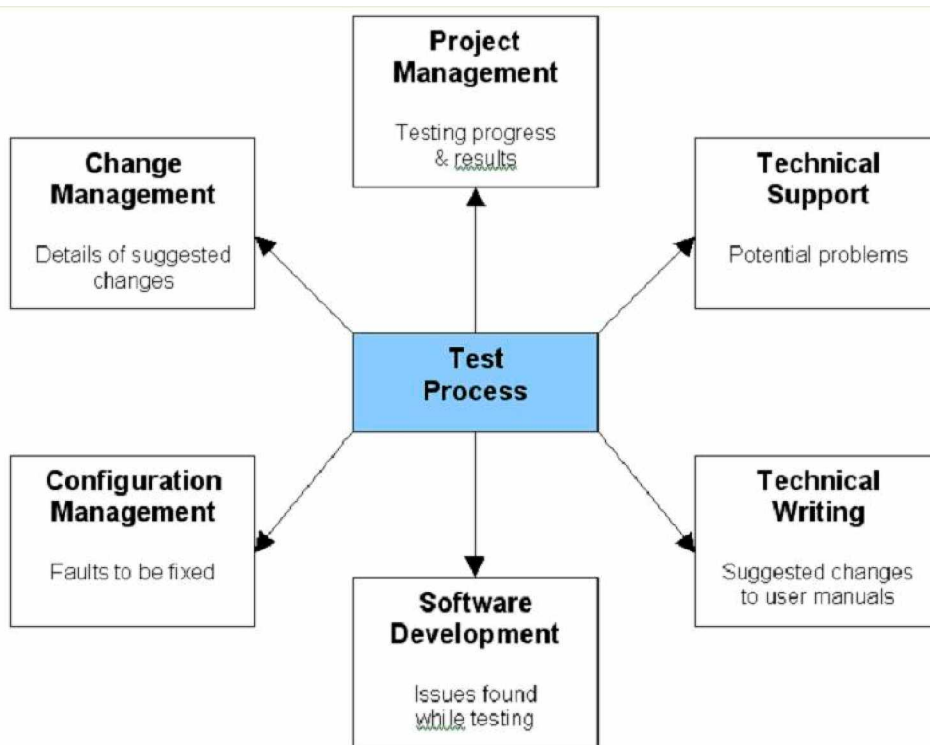 Project
Management
Testing progress
& results
Change
Management
Details of suggested
changes
Technical
Support
Potential problems
Test
Process
Configuration
Management
Faults to be fixed
Technical
Writing
Suggested changes
to user manuals
Software
Development
Issues found
while testing